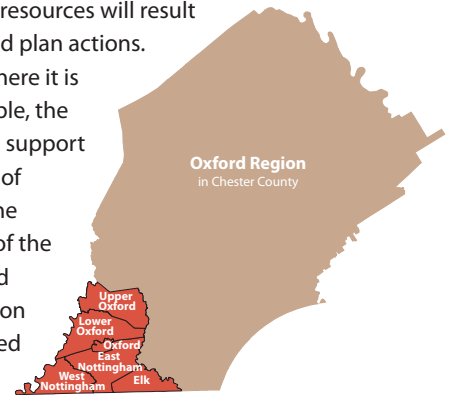 resources will result
d plan actions.
here it is
ple, the
support
of
he
of the
d
on
ed
Oxford Region
in Chester County
Upper
Oxford
Lower
Oxford
Oxford
East
Nottingham
West
Nottingham
Elk